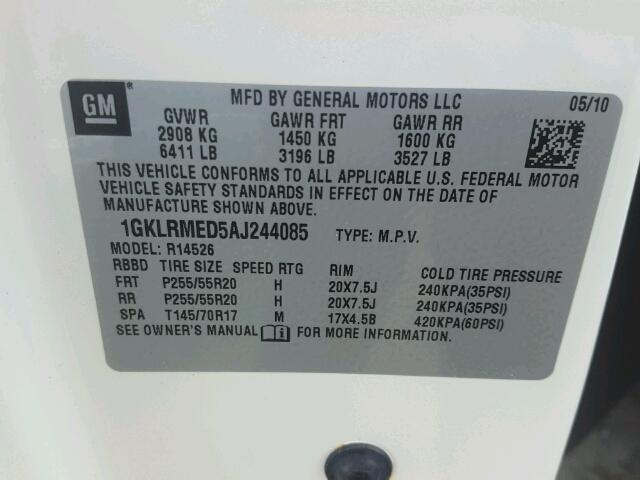 GM
MFD BY GENERAL MOTORS LLC 05/10
GVWR GAWR FRT GAWR RR
2908 KG 1450 KG 1600 KG
6411 LB 3196 LB 3527 LB
THIS VEHICLE CONFORMS TO ALL APPLICABLE U.S. FEDERAL MOTOR
VEHICLE SAFETY STANDARDS IN EFFECT ON THE DATE OF
MANUFACTURE SHOWN ABOVE.
1GKLRMED5AJ244085 TYPE: M.P.V.
MODEL: R14526
RBBD TIRE SIZE SPEED RTG RIM COLD TIRE PRESSURE
FRT P255/55R20 H 20X7.5J 240KPA(35PSI)
RR P255/55R20 H 20X7.5J 240KPA(35PSI)
SPA T145/70R17 M 17X4.5B 420KPA(60PSI)
SEE OWNER'S MANUAL FOR MORE INFORMATION.